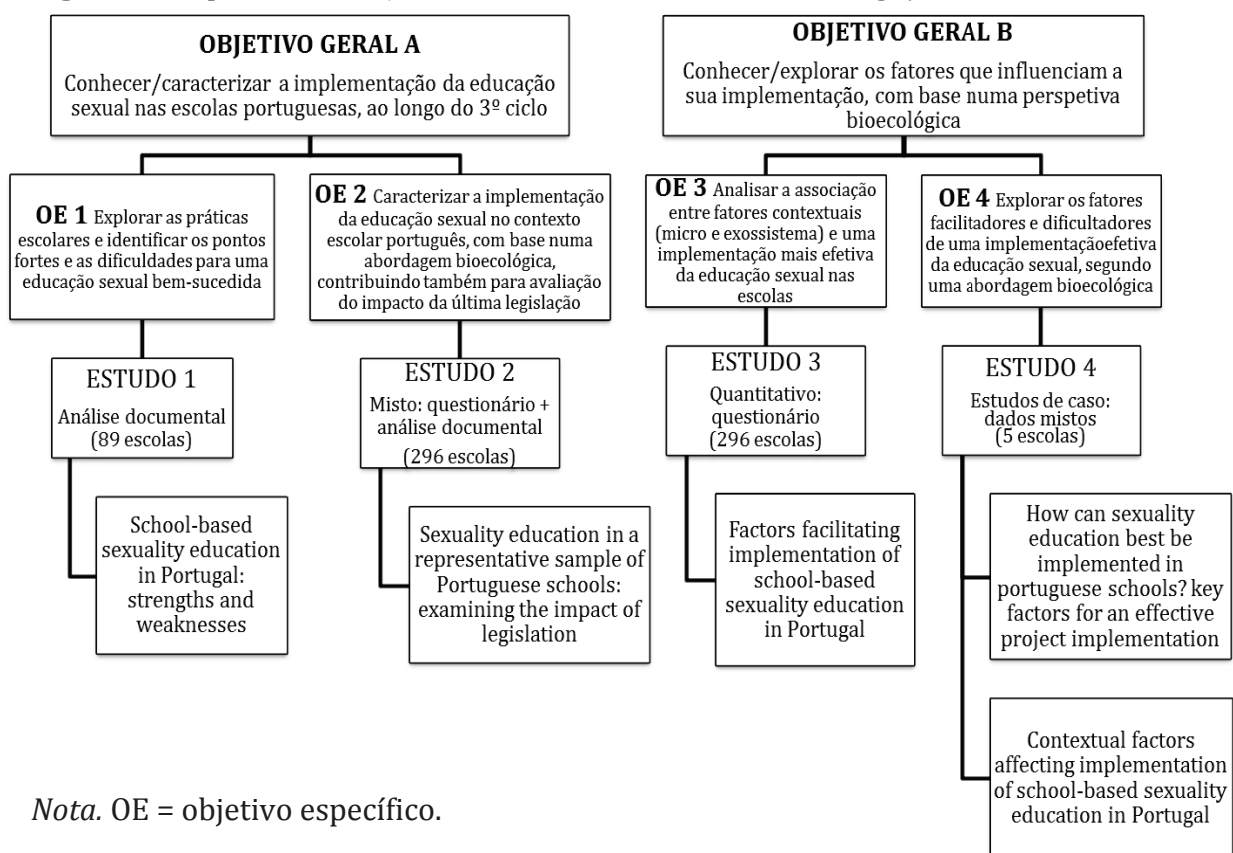 OBJETIVO GERAL A
Conhecer/caracterizar a implementação da educação
sexual nas escolas portuguesas, ao longo do 3º ciclo
OBJETIVO GERAL B
Conhecer/explorar os fatores que influenciam a
sua implementação, com base numa perspetiva
bioecológica
OE 1 Explorar as práticas
escolares e identificar os pontos
fortes e as dificuldades para uma
educação sexual bem-sucedida
OE 2 Caracterizar a implementação
da educação sexual no contexto
escolar português, com base numa
abordagem bioecológica,
contribuindo também para avaliação
do impacto da última legislação
OE 3 Analisar a associação
entre fatores contextuais
(micro e exossistema) e uma
implementação mais efetiva
da educação sexual nas
escolas
OE 4 Explorar os fatores
facilitadores e dificultadores
de uma implementaçãoefetiva
da educação sexual, segundo
uma abordagem bioecológica
ESTUDO 1
Análise documental
(89 escolas)
ESTUDO 2
Misto: questionário +
análise documental
(296 escolas)
ESTUDO 3
Quantitativo:
questionário
(296 escolas)
ESTUDO 4
Estudos de caso:
dados mistos
(5 escolas)
School-based
sexuality education
in Portugal:
strengths and
weaknesses
Sexuality education in a
representative sample of
Portuguese schools:
examining the impact of
legislation
Factors facilitating
implementation of
school-based
sexuality education
in Portugal
How can sexuality
education best be
implemented in
portuguese schools? key
factors for an effective
project implementation
Contextual factors
affecting implementation
of school-based sexuality
education in Portugal
Nota. OE = objetivo específico.